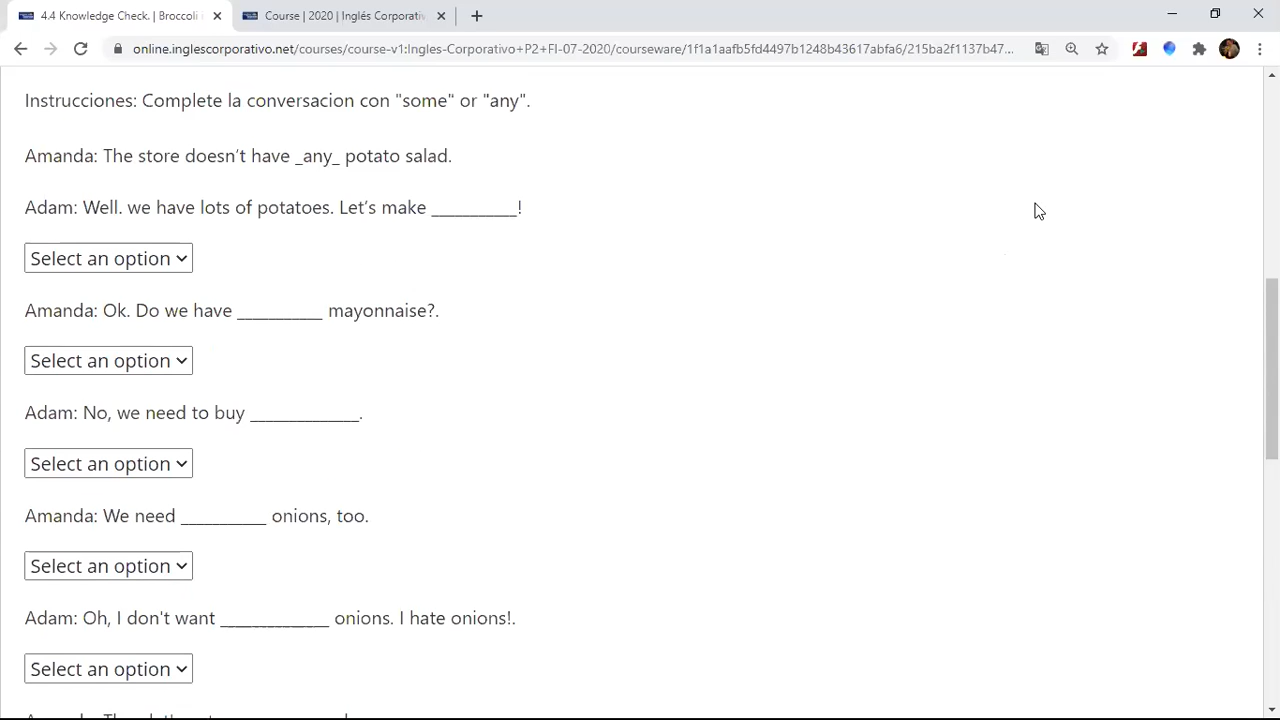 4.4 Knowledge Check. | Broccoli
Course | 2020 | Inglés Corporativ
online.inglescorporativo.net/courses/course-v1:Ingles-Corporativo+P2+FI-07-2020/courseware/1f1a1aafb5fd4497b1248b43617abfa6/215ba2f1137b47...
Instrucciones: Complete la conversacion con "some" or "any".
Amanda: The store doesn’t have _any_ potato salad.
Adam: Well. we have lots of potatoes. Let’s make ___________!
Select an option
Amanda: Ok. Do we have ___________ mayonnaise?.
Select an option
Adam: No, we need to buy ______________.
Select an option
Amanda: We need ___________ onions, too.
Select an option
Adam: Oh, I don't want ______________ onions. I hate onions!.
Select an option